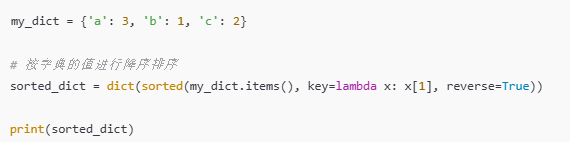 my_dict = {'a': 3, 'b': 1, 'c': 2}
# 按字典的值进行降序排序
sorted_dict = dict(sorted(my_dict.items(), key=lambda x: x[1], reverse=True))
print(sorted_dict)